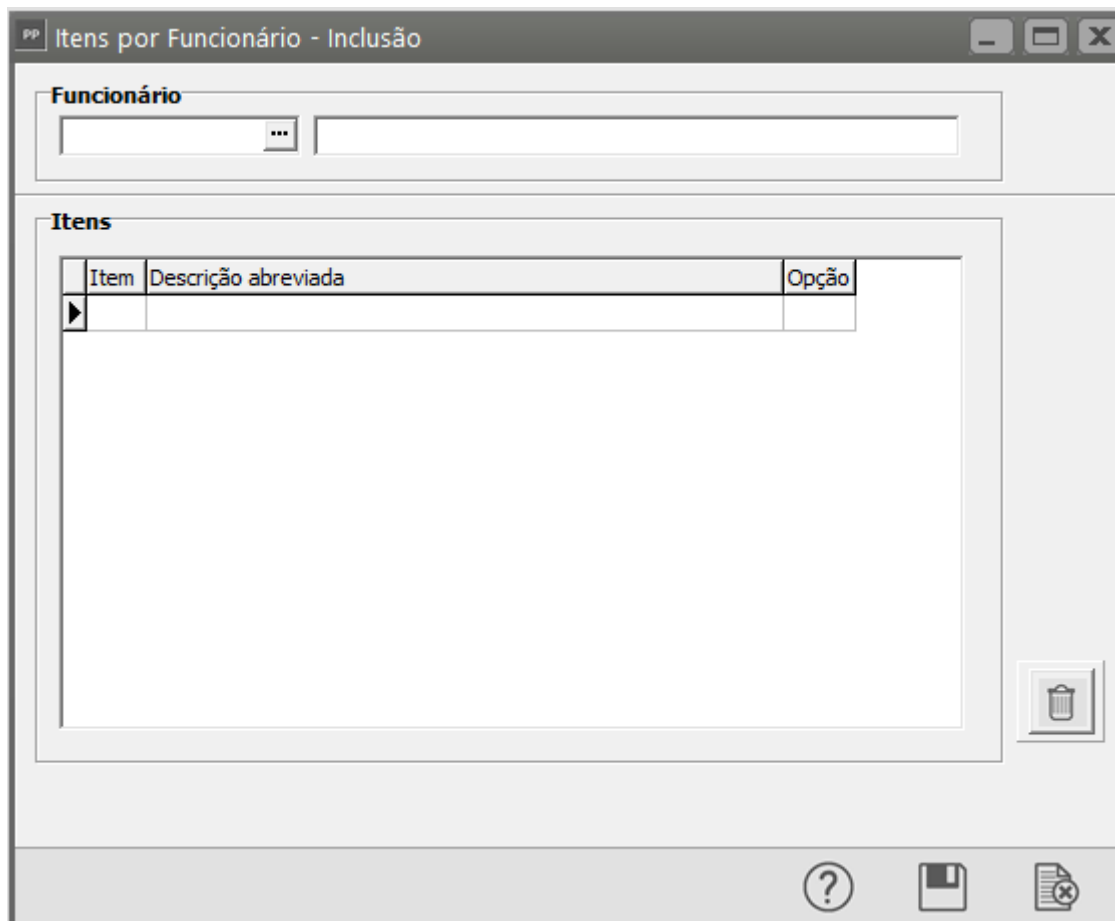 PP Itens por Funcionário - Inclusão
Funcionário
...
Itens
Item Descrição abreviada Opção
?